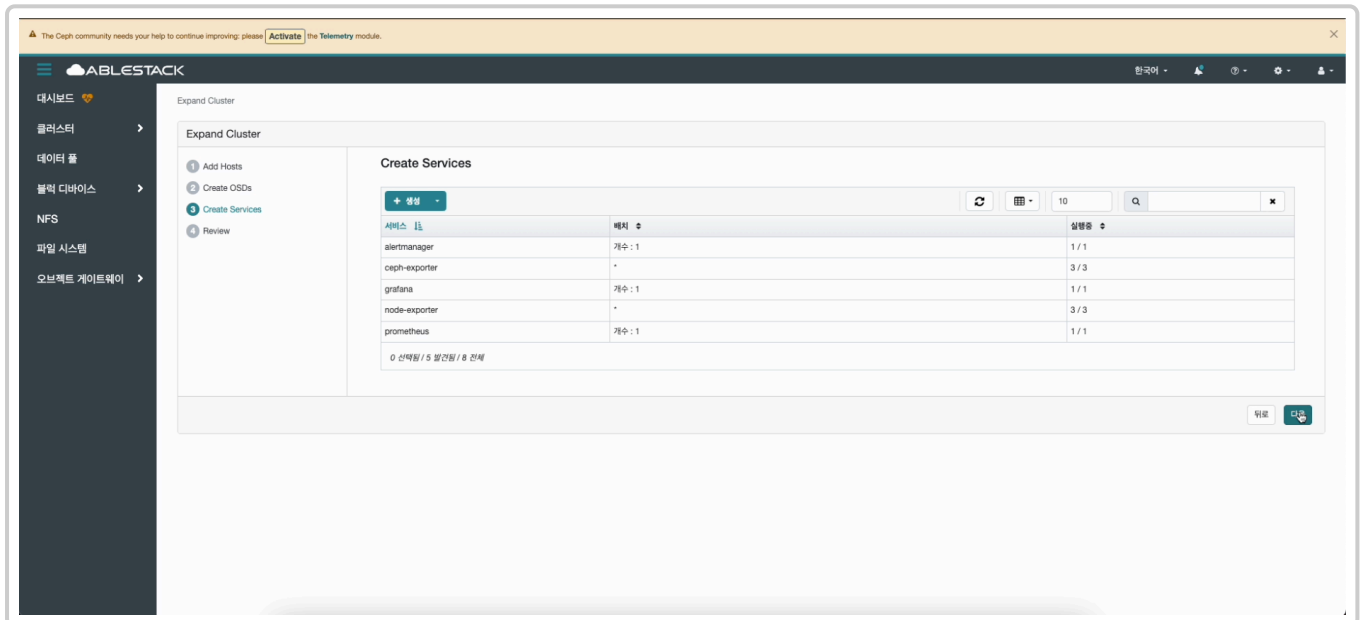 The Ceph community needs your help to continue improving: please Activate the Telemetry module.
ABLESTACK
한국어
대시보드
클러스터
데이터 풀
블럭 디바이스
NFS
파일 시스템
오브젝트 게이트웨이
Expand Cluster
Expand Cluster
1 Add Hosts
2 Create OSDs
3 Create Services
4 Review
Create Services
+ 생성
10
서비스 배치 실행중
alertmanager 개수 : 1 1 / 1
ceph-exporter * 3 / 3
grafana 개수 : 1 1 / 1
node-exporter * 3 / 3
prometheus 개수 : 1 1 / 1
0 선택됨 / 5 발견됨 / 8 전체
뒤로 다음